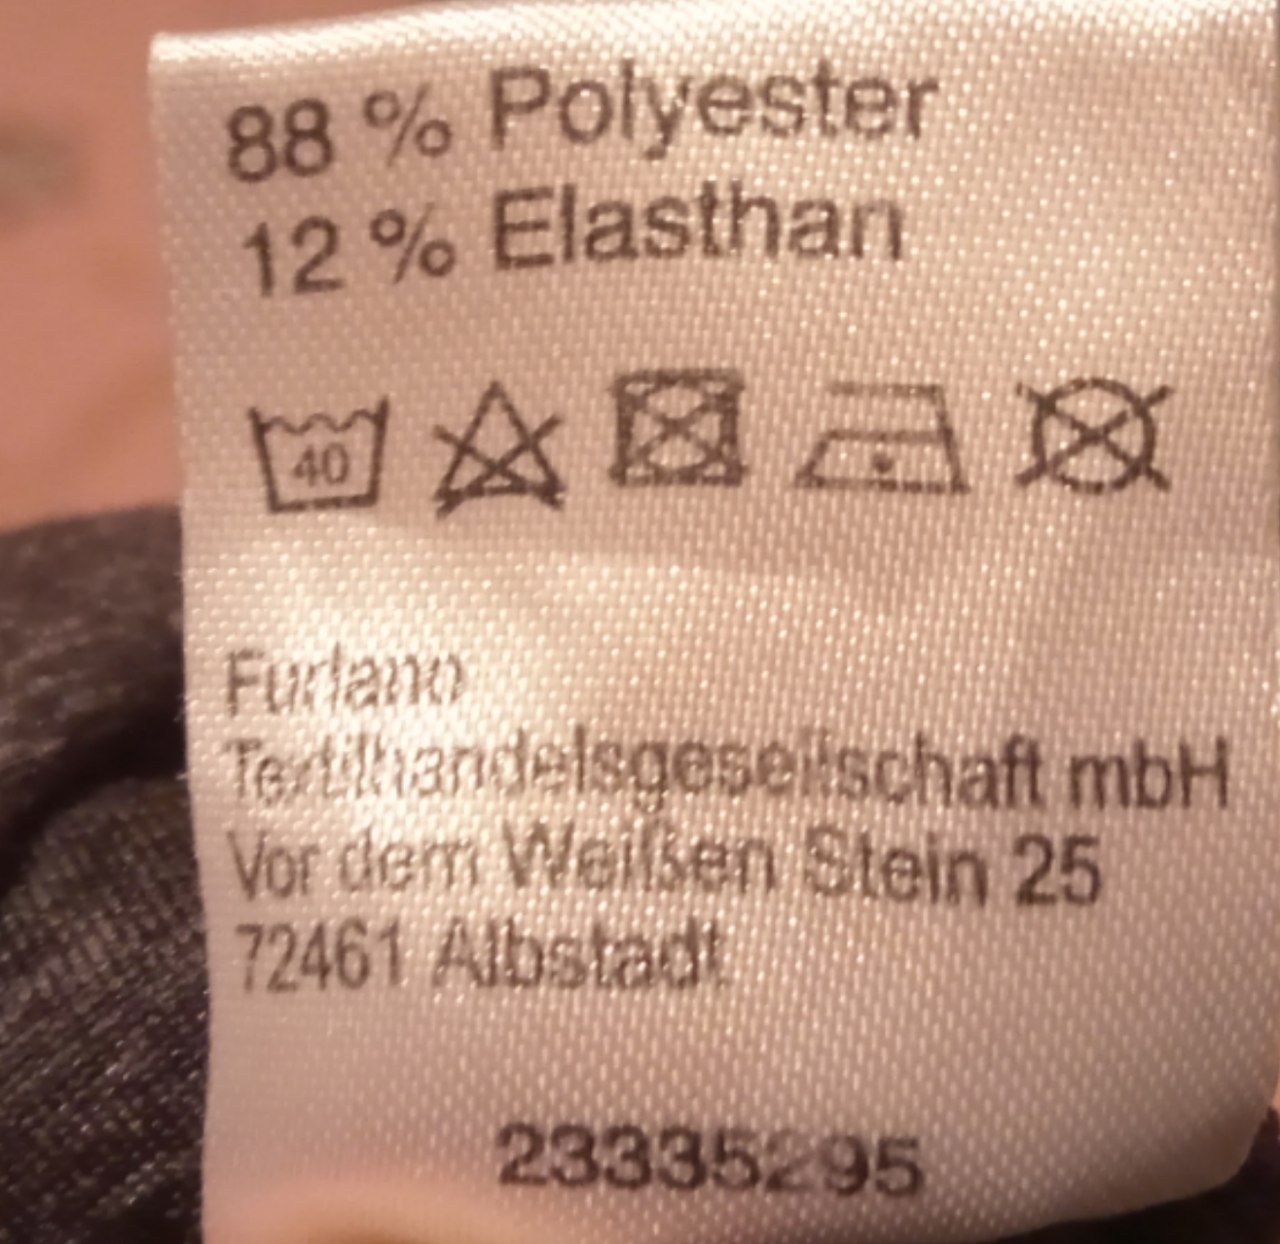 88 % Polyester
12 % Elasthan
40
Furlano
Textilhandelsgesellschaft mbH
Vor dem Weißen Stein 25
72461 Albstadt
23335295